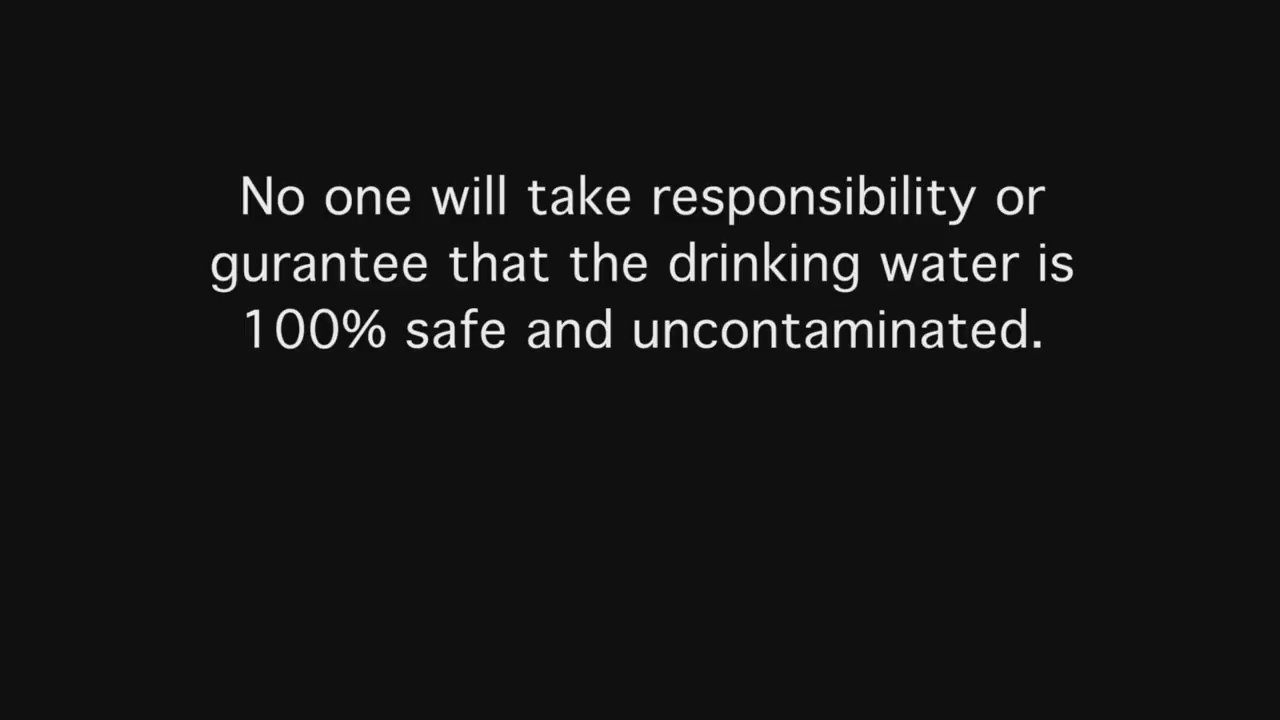 No one will take responsibility or
gurantee that the drinking water is
100% safe and uncontaminated.